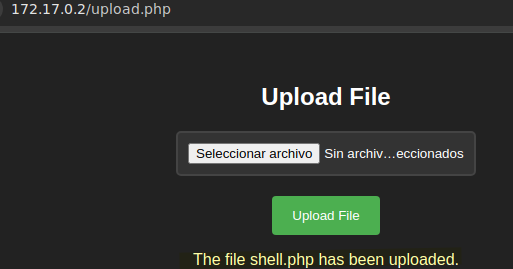 172.17.0.2/upload.php
Upload File
Seleccionar archivo Sin archiv…eccionados
Upload File
The file shell.php has been uploaded.